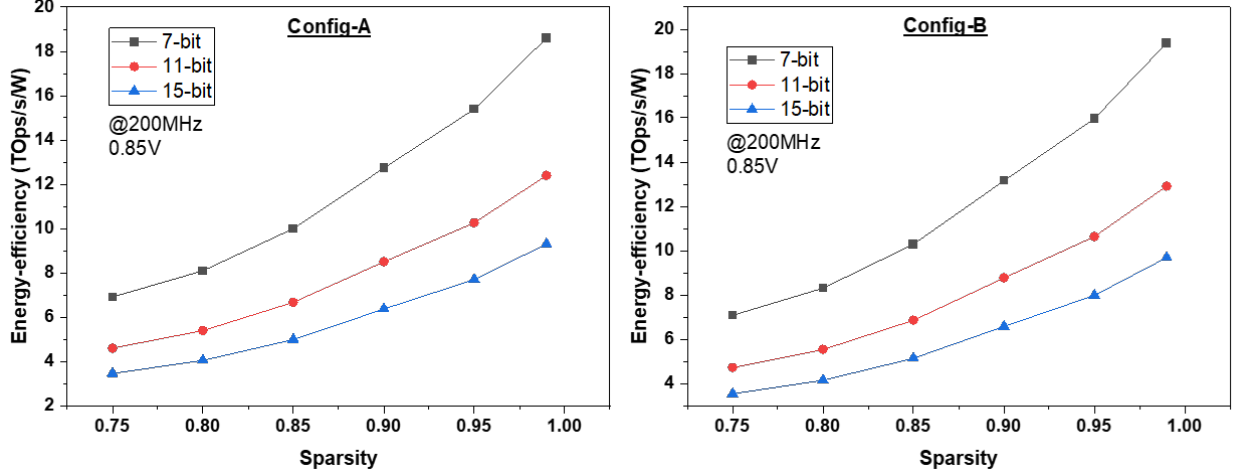 Config-A
7-bit
11-bit
15-bit
@200MHz
0.85V
20
18
16
14
12
10
8
6
4
2
Energy-efficiency (TOps/s/W)
0.75 0.80 0.85 0.90 0.95 1.00
Sparsity
Config-B
7-bit
11-bit
15-bit
@200MHz
0.85V
20
18
16
14
12
10
8
6
4
Energy-efficiency (TOps/s/W)
0.75 0.80 0.85 0.90 0.95 1.00
Sparsity